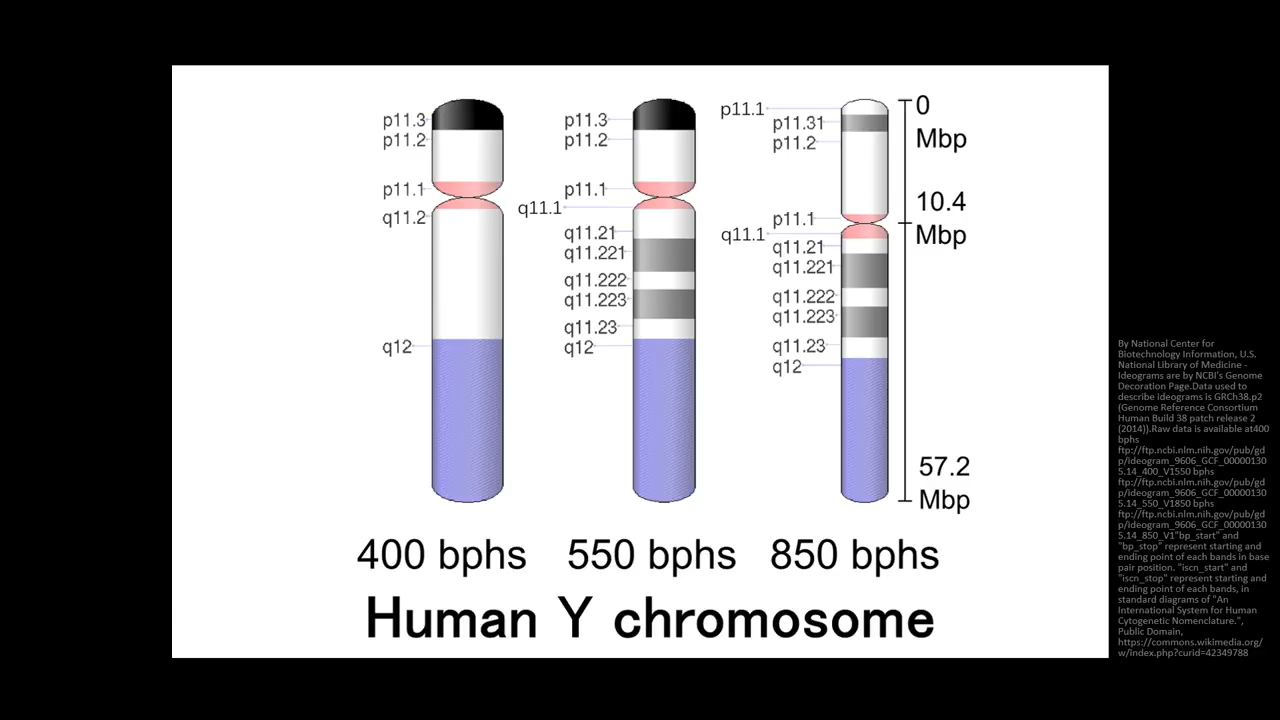 p11.3
p11.2
p11.1
q11.2
q12
p11.3
p11.2
p11.1
q11.1
q11.21
q11.221
q11.222
q11.223
q11.23
q12
p11.1
p11.31
p11.2
p11.1
q11.1
q11.21
q11.221
q11.222
q11.223
q11.23
q12
0
Mbp
10.4
Mbp
57.2
Mbp
400 bphs 550 bphs 850 bphs
Human Y chromosome
By National Center for
Biotechnology Information, U.S.
National Library of Medicine -
Ideograms are by NCBI's Genome
Decoration Page.Data used to
describe ideograms is GRCh38.p2
(Genome Reference Consortium
Human Build 38 patch release 2
(2014)).Raw data is available at400
bphs
ftp://ftp.ncbi.nlm.nih.gov/pub/gd
p/ideogram_9606_GCF_00000130
5.14_400_V1550 bphs
ftp://ftp.ncbi.nlm.nih.gov/pub/gd
p/ideogram_9606_GCF_00000130
5.14_550_V1850 bphs
ftp://ftp.ncbi.nlm.nih.gov/pub/gd
p/ideogram_9606_GCF_00000130
5.14_850_V1"bp_start" and
"bp_stop" represent starting and
ending point of each bands in base
pair position. "iscn_start" and
"iscn_stop" represent starting and
ending point of each bands, in
standard diagrams of "An
International System for Human
Cytogenetic Nomenclature.",
Public Domain,
https://commons.wikimedia.org/
w/index.php?curid=42349788